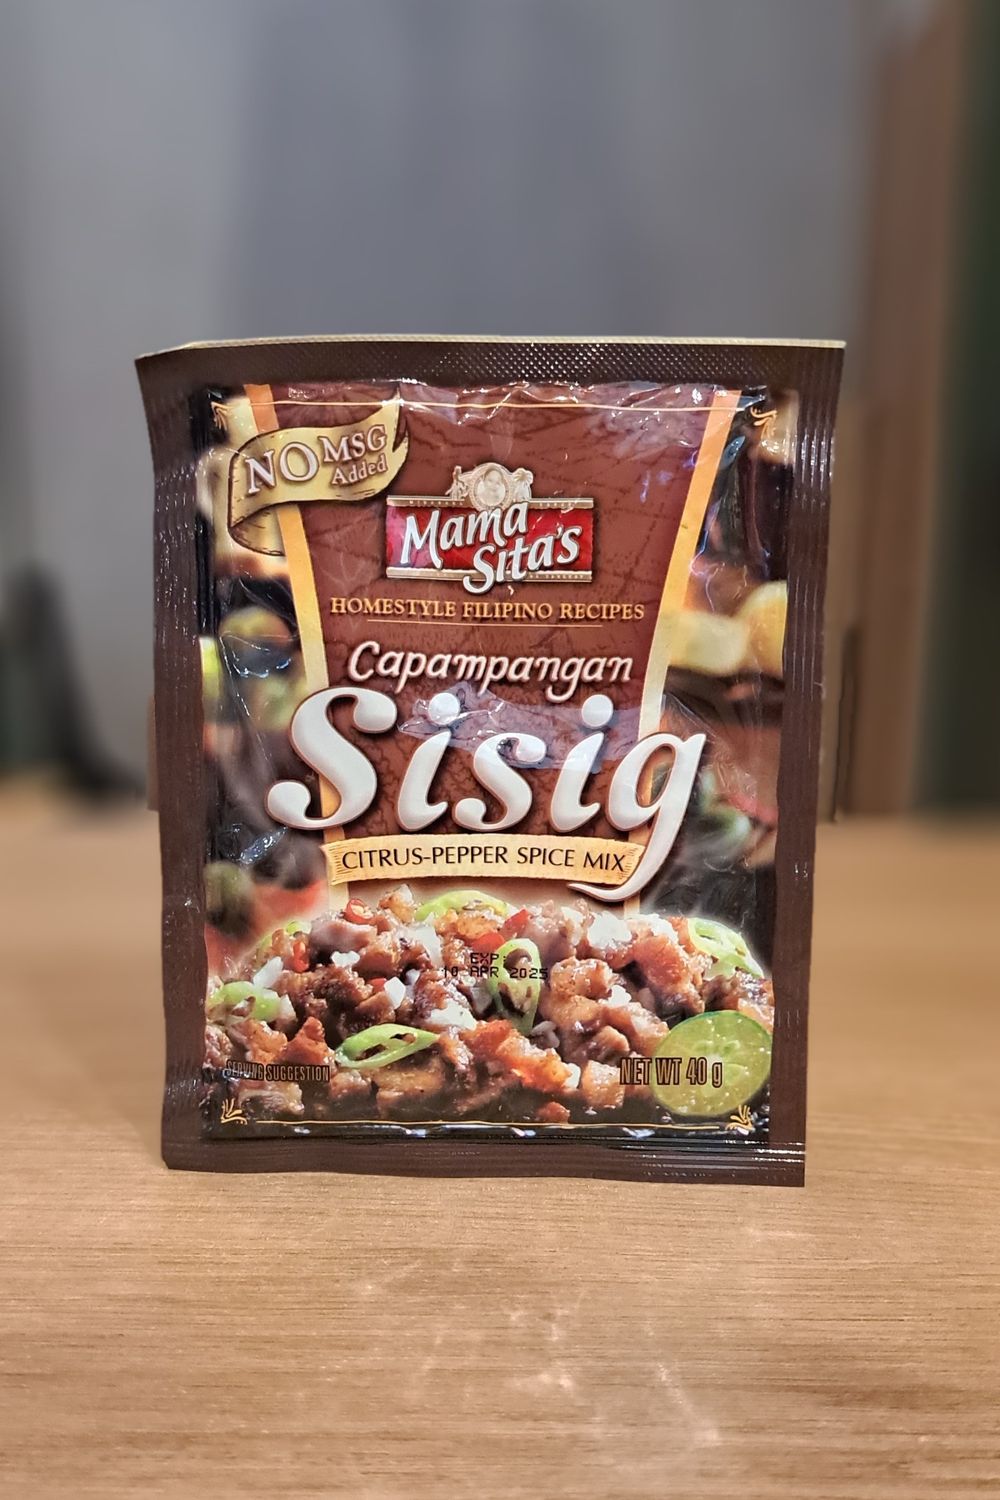 NO MSG
Added
Mama
Sita's
HOMESTYLE FILIPINO RECIPES
Capampangan
Sisig
CITRUS-PEPPER SPICE MIX
EXP:
10 APR 2025
SERVING SUGGESTION
NET WT 40 g